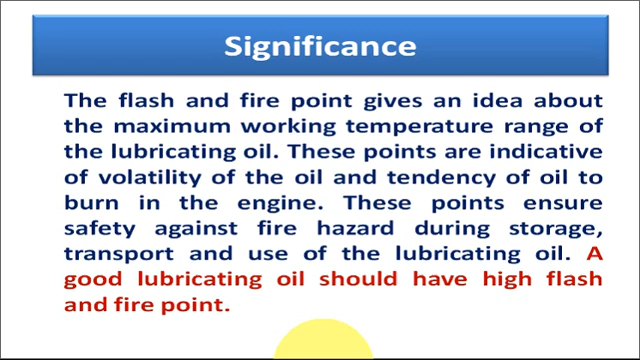 Significance
The flash and fire point gives an idea about
the maximum working temperature range of
the lubricating oil. These points are indicative
of volatility of the oil and tendency of oil to
burn in the engine. These points ensure
safety against fire hazard during storage,
transport and use of the lubricating oil. A
good lubricating oil should have high flash
and fire point.